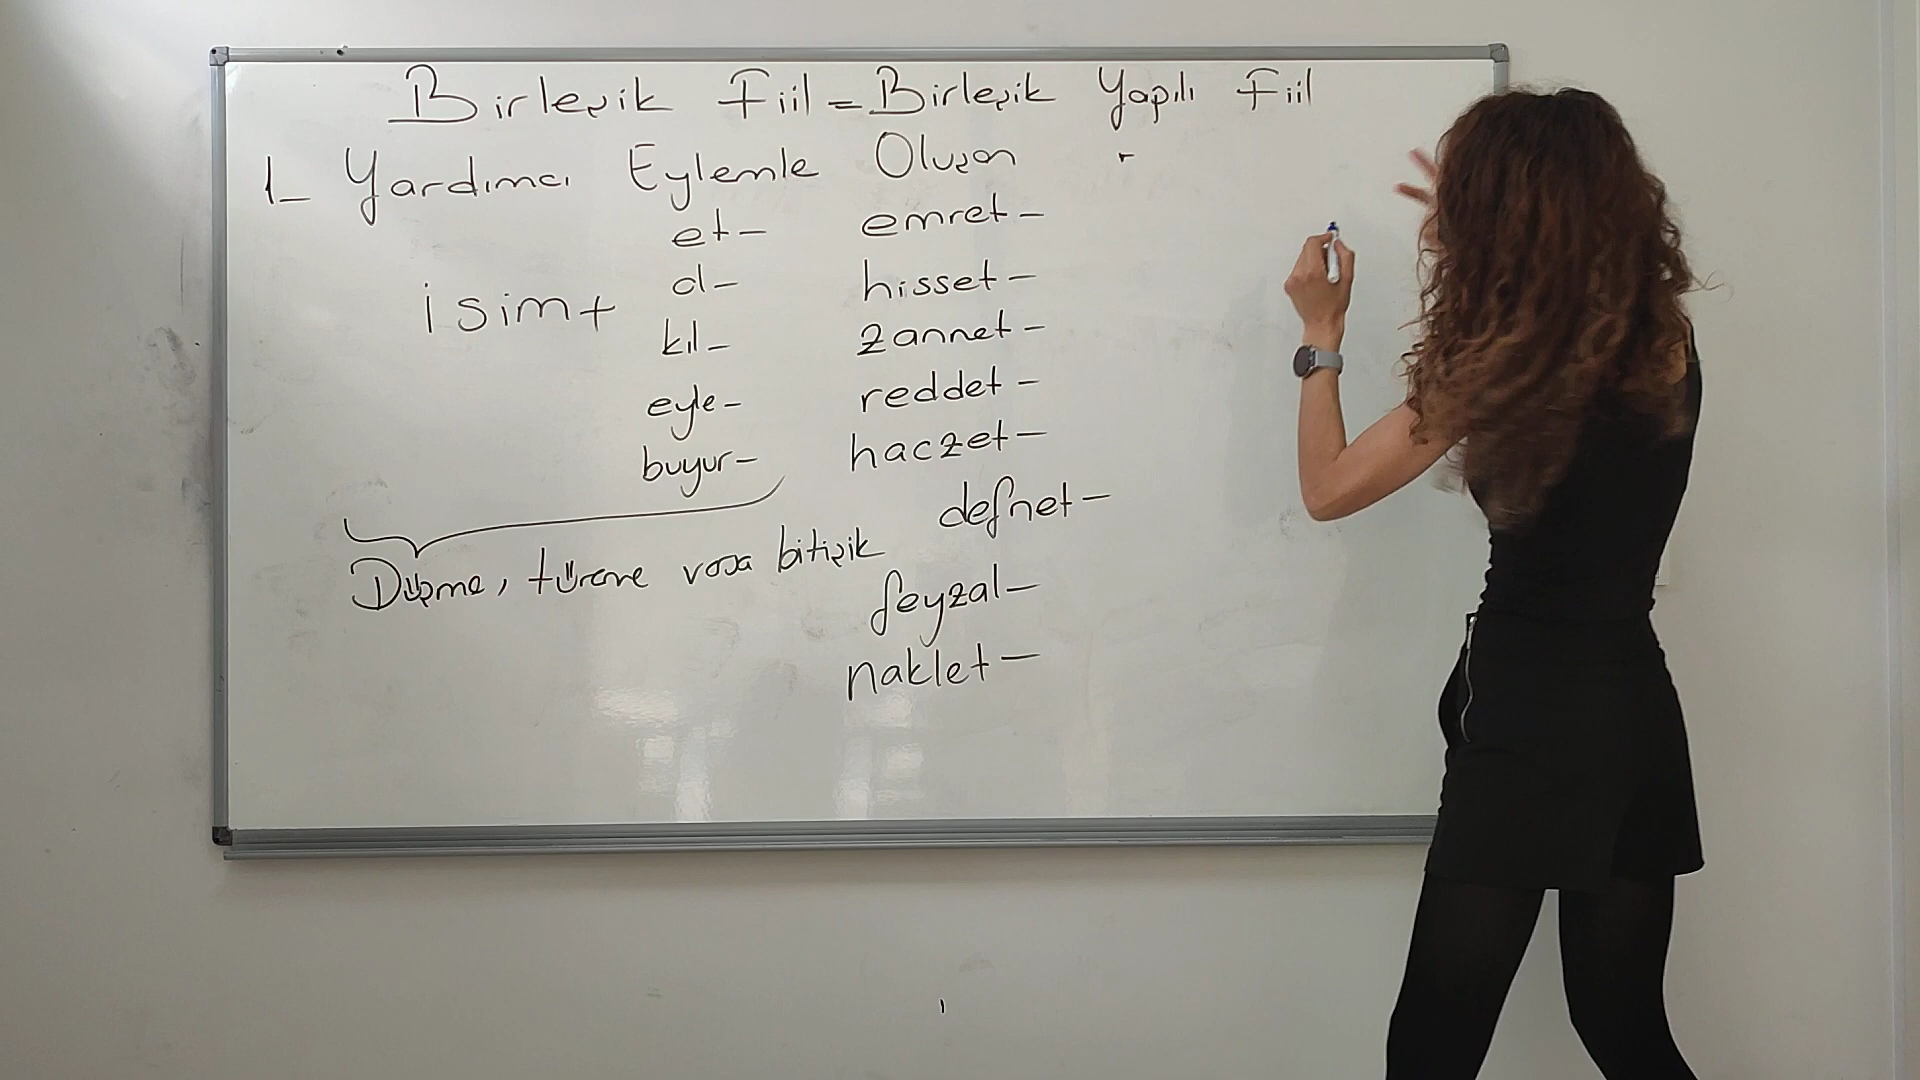 Birleşik Fiil = Birleşik Yapılı Fiil
1- Yardımcı Eylemle Oluşan
isim +
et-
ol-
kıl-
eyle-
buyur-
Düşme, türeme varsa bitişik
emret-
hisset-
zannet-
reddet-
haczet-
defnet-
feyzal-
naklet-